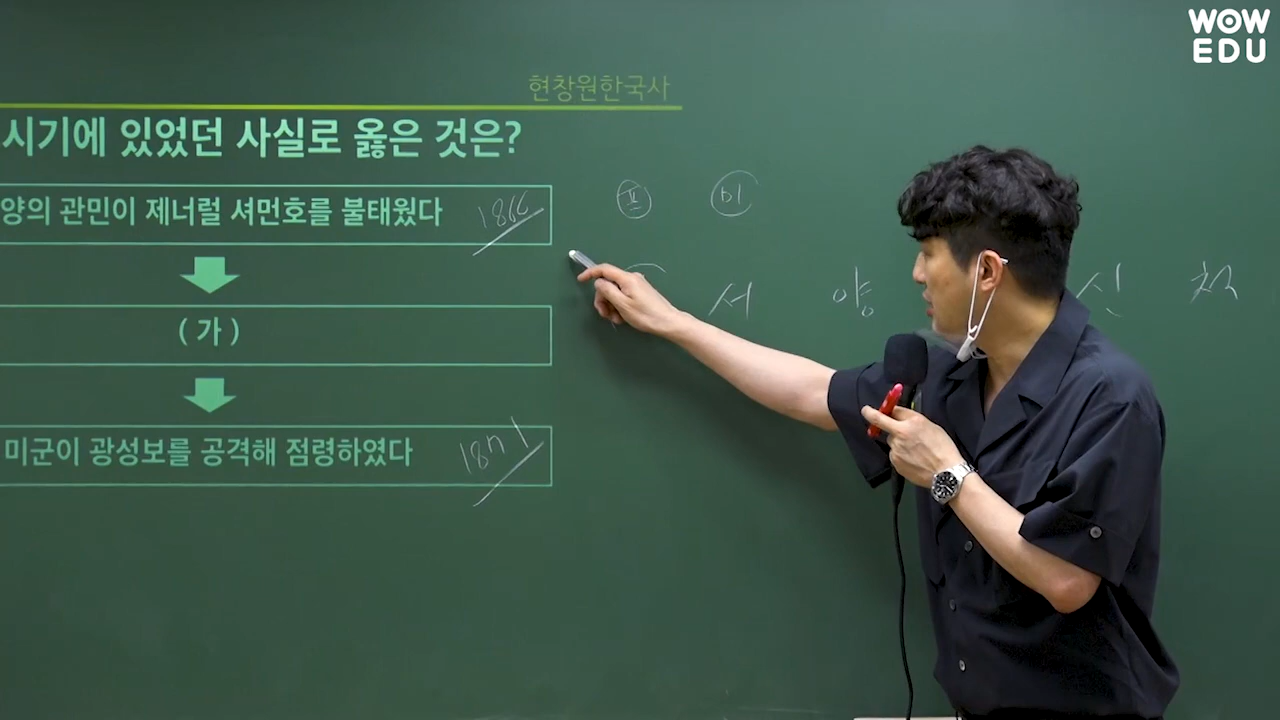 WOW
EDU
현창원한국사
시기에 있었던 사실로 옳은 것은?
양의 관민이 제너럴 셔먼호를 불태웠다 1866
프 미
서 양 신 척
( 가 )
미군이 광성보를 공격해 점령하였다 1871